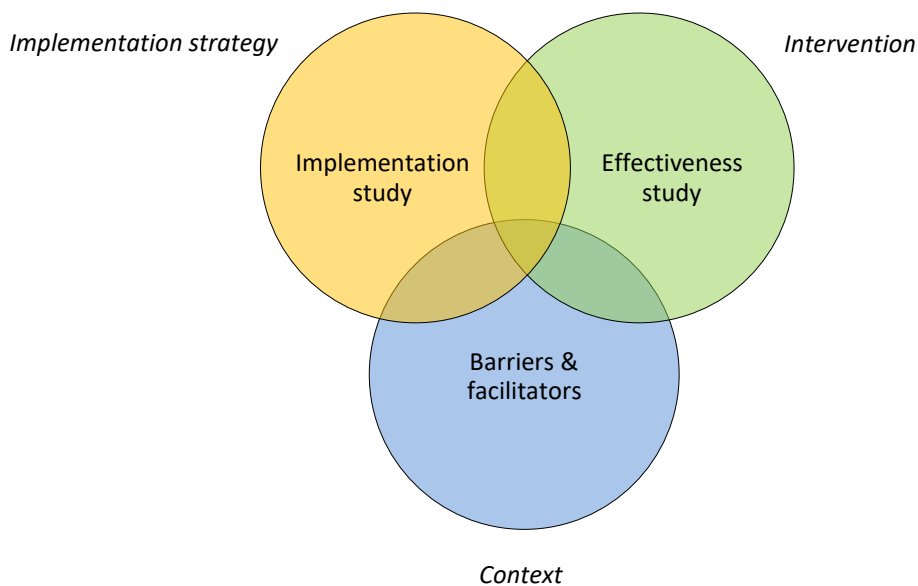 Implementation strategy
Intervention
Implementation
study
Effectiveness
study
Barriers &
facilitators
Context